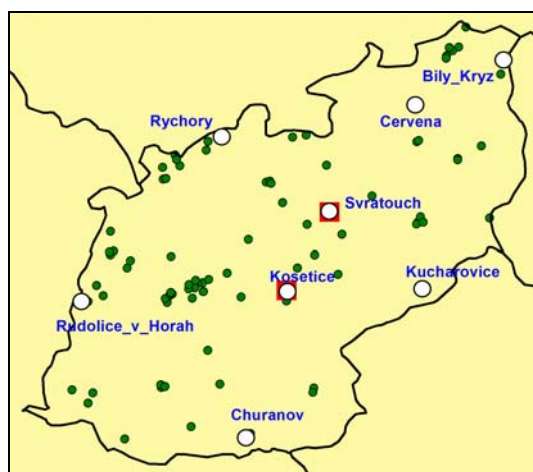 Bily_Kryz
Cervena
Rychory
Svratouch
Kosetice
Kucharovice
Rudolice_v_Horah
Churanov